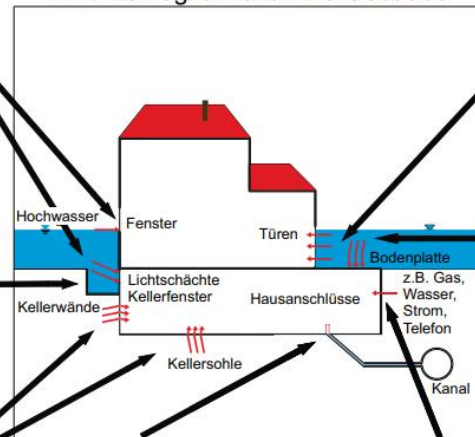 Hochwasser
Fenster
Türen
Bodenplatte
Lichtschächte
Kellerfenster
Hausanschlüsse
z.B. Gas,
Wasser,
Strom,
Telefon
Kellerwände
Kellersohle
Kanal